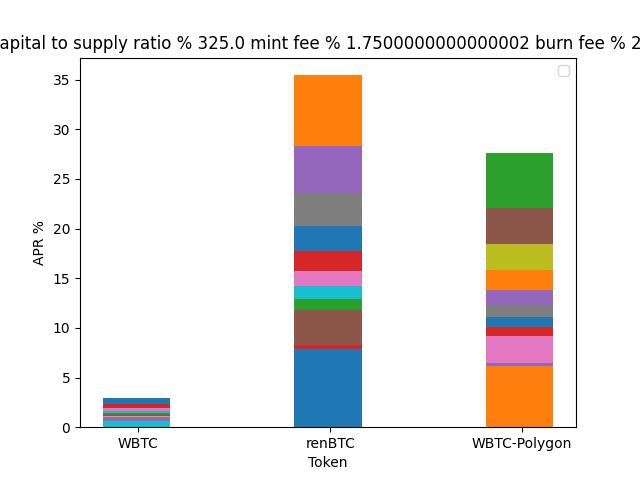 apital to supply ratio % 325.0 mint fee % 1.7500000000000002 burn fee % 2
APR %
35
30
25
20
15
10
5
0
WBTC renBTC WBTC-Polygon
Token